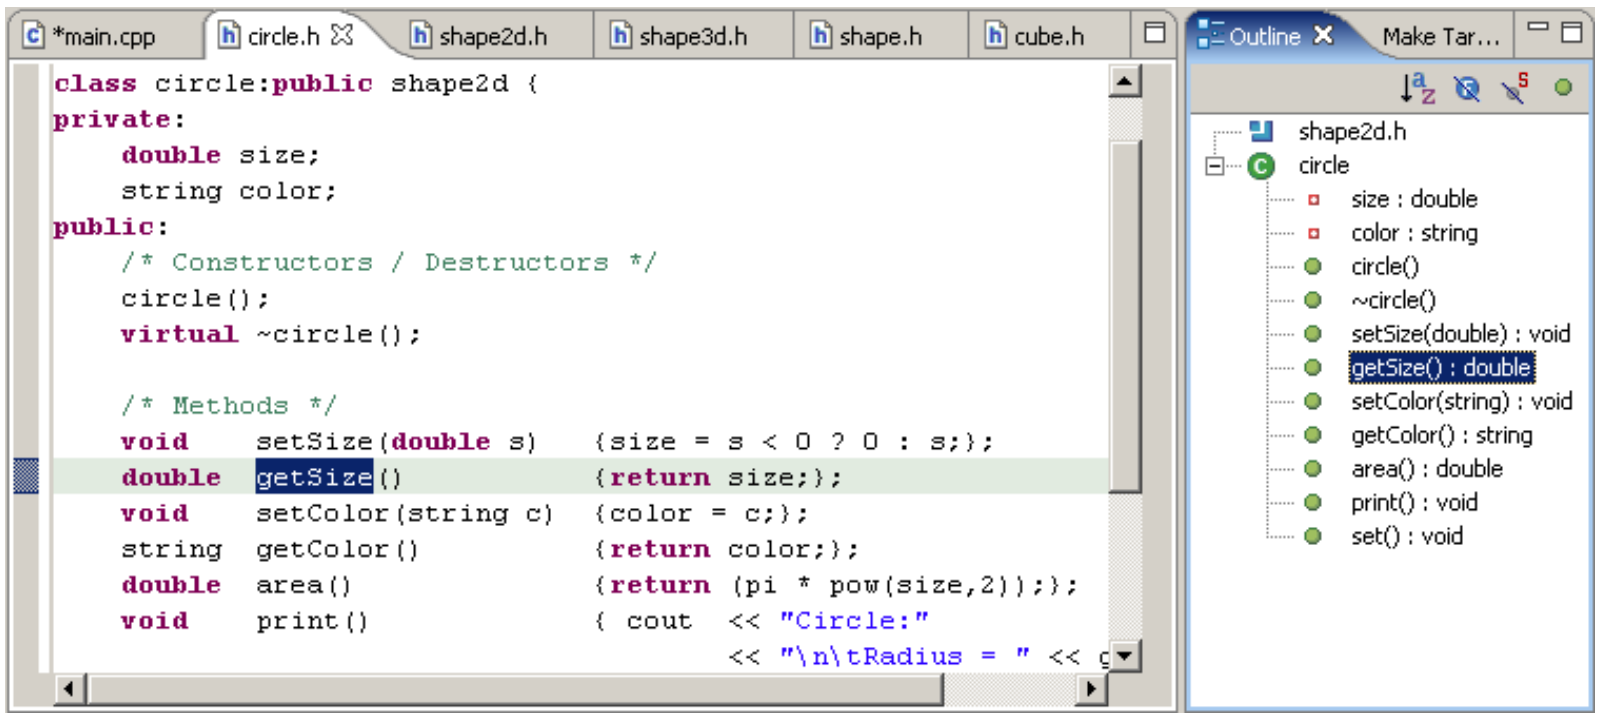 *main.cpp circle.h shape2d.h shape3d.h shape.h cube.h
class circle:public shape2d {
private:
    double size;
    string color;
public:
    /* Constructors / Destructors */
    circle();
    virtual ~circle();
    /* Methods */
    void    setSize(double s)   {size = s < 0 ? 0 : s;};
    double  getSize()           {return size;};
    void    setColor(string c)  {color = c;};
    string  getColor()          {return color;};
    double  area()              {return (pi * pow(size,2));};
    void    print()             { cout  << "Circle:"
                                        << "\n\tRadius = " <<
Outline Make Tar...
shape2d.h
circle
size : double
color : string
circle()
~circle()
setSize(double) : void
getSize() : double
setColor(string) : void
getColor() : string
area() : double
print() : void
set() : void